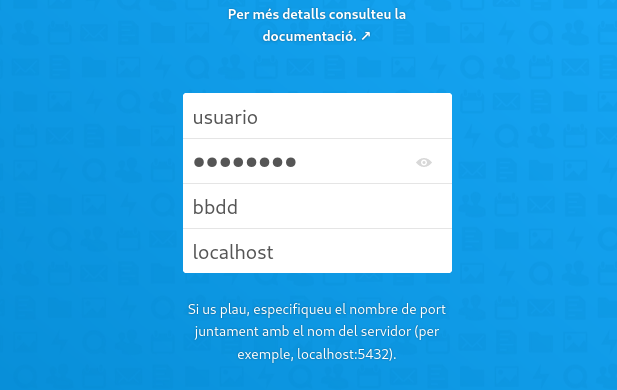 Per més detalls consulteu la
documentació. ↗
usuario
●●●●●●●●
bbdd
localhost
Si us plau, especifiqueu el nombre de port
juntament amb el nom del servidor (per
exemple, localhost:5432).